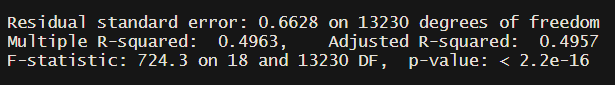 Residual standard error: 0.6628 on 13230 degrees of freedom
Multiple R-squared:  0.4963,    Adjusted R-squared:  0.4957
F-statistic: 724.3 on 18 and 13230 DF,  p-value: < 2.2e-16